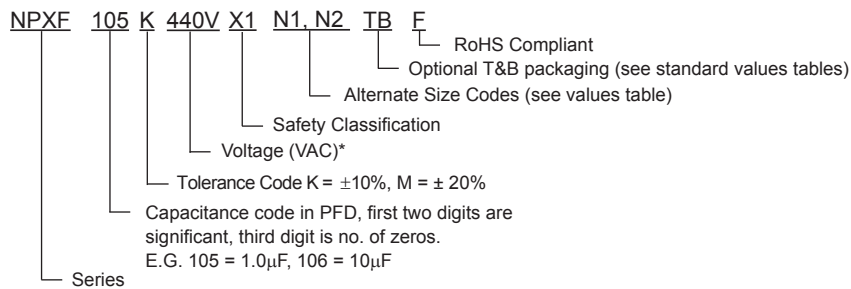 NPXF 105 K 440V X1 N1, N2 TB F
RoHS Compliant
Optional T&B packaging (see standard values tables)
Alternate Size Codes (see values table)
Safety Classification
Voltage (VAC)*
Tolerance Code K = ±10%, M = ± 20%
Capacitance code in PFD, first two digits are
significant, third digit is no. of zeros.
E.G. 105 = 1.0μF, 106 = 10μF
Series